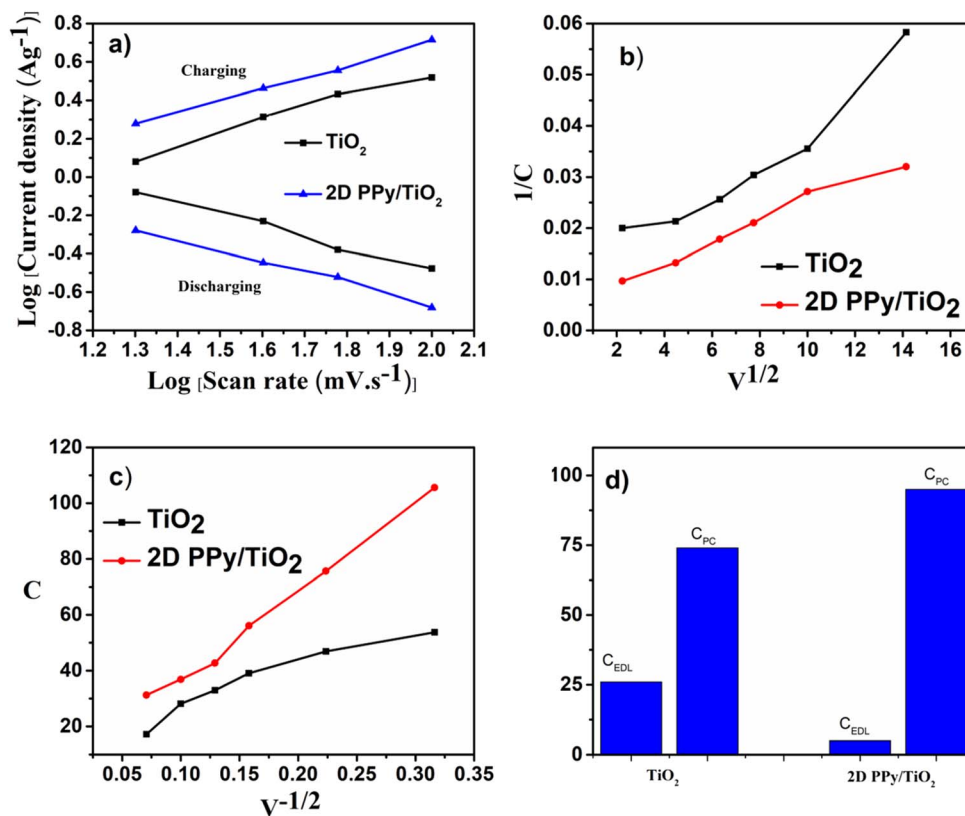 a)
Log [Current density (Ag-1)]
0.8
0.6
0.4
0.2
0.0
-0.2
-0.4
-0.6
-0.8
Charging
TiO2
2D PPy/TiO2
Discharging
1.2 1.3 1.4 1.5 1.6 1.7 1.8 1.9 2.0 2.1
Log [Scan rate (mV.s-1)]
b)
1/C
0.06
0.05
0.04
0.03
0.02
0.01
0.00
TiO2
2D PPy/TiO2
2 4 6 8 10 12 14 16
V1/2
c)
C
120
100
80
60
40
20
TiO2
2D PPy/TiO2
0.05 0.10 0.15 0.20 0.25 0.30 0.35
V-1/2
d)
100
75
50
25
0
CEDL
CPC
CEDL
CPC
TiO2
2D PPy/TiO2